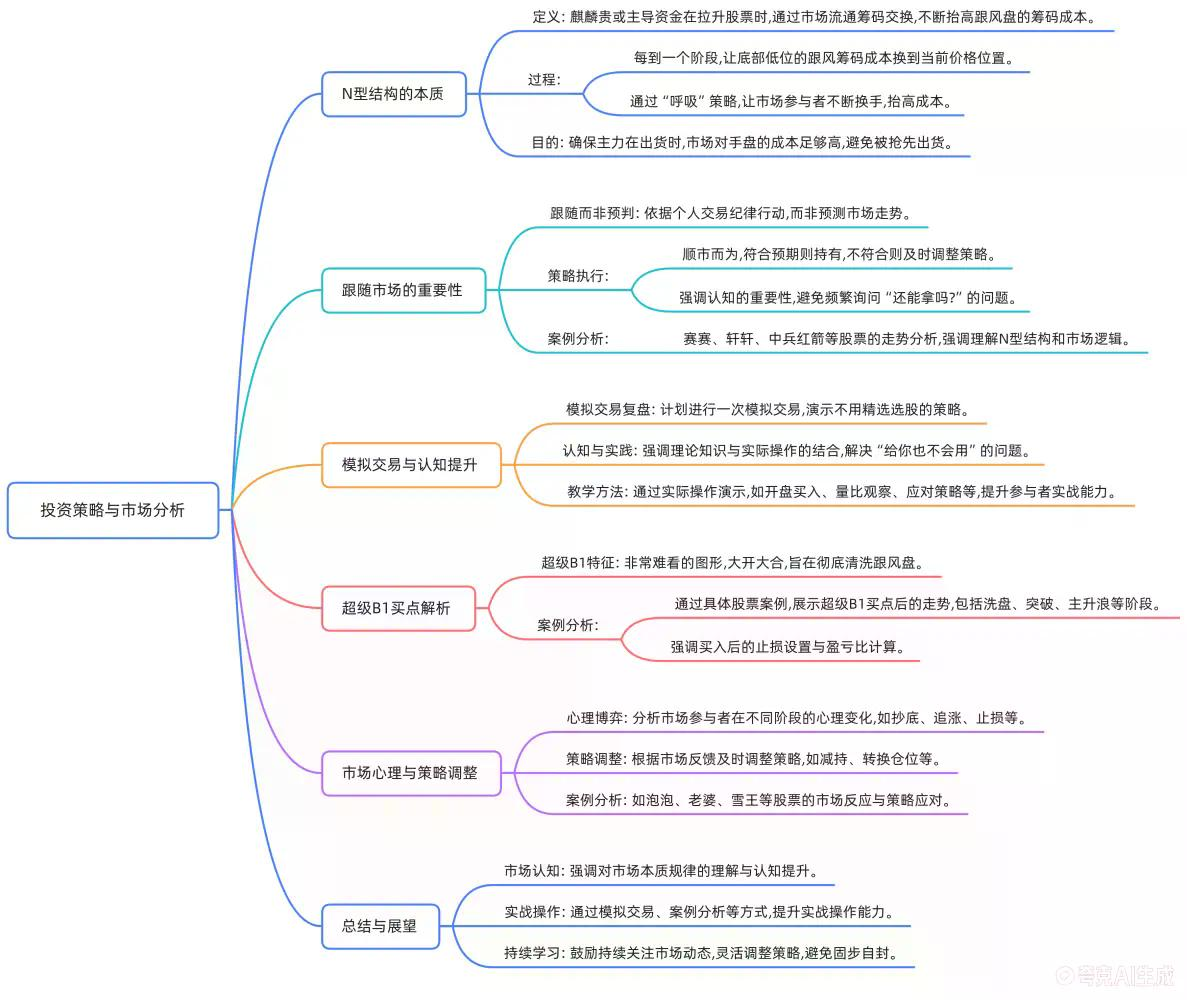 投资策略与市场分析
N型结构的本质
定义: 麒麟贵或主导资金在拉升股票时,通过市场流通筹码交换,不断抬高跟风盘的筹码成本。
过程:
每到一个阶段,让底部低位的跟风筹码成本换到当前价格位置。
通过“呼吸”策略,让市场参与者不断换手,抬高成本。
目的: 确保主力在出货时,市场对手盘的成本足够高,避免被抢先出货。
跟随市场的重要性
跟随而非预判: 依据个人交易纪律行动,而非预测市场走势。
策略执行:
顺市而为,符合预期则持有,不符合则及时调整策略。
强调认知的重要性,避免频繁询问“还能拿吗?”的问题。
案例分析:
赛赛、轩轩、中兵红箭等股票的走势分析,强调理解N型结构和市场逻辑。
模拟交易与认知提升
模拟交易复盘: 计划进行一次模拟交易,演示不用精选选股的策略。
认知与实践: 强调理论知识与实际操作的结合,解决“给你也不会用”的问题。
教学方法: 通过实际操作演示,如开盘买入、量比观察、应对策略等,提升参与者实战能力。
超级B1买点解析
超级B1特征: 非常难看的图形,大开大合,旨在彻底清洗跟风盘。
案例分析:
通过具体股票案例,展示超级B1买点后的走势,包括洗盘、突破、主升浪等阶段。
强调买入后的止损设置与盈亏比计算。
市场心理与策略调整
心理博弈: 分析市场参与者在不同阶段的心理变化,如抄底、追涨、止损等。
策略调整: 根据市场反馈及时调整策略,如减持、转换仓位等。
案例分析: 如泡泡、老婆、雪王等股票的市场反应与策略应对。
总结与展望
市场认知: 强调对市场本质规律的理解与认知提升。
实战操作: 通过模拟交易、案例分析等方式,提升实战操作能力。
持续学习: 鼓励持续关注市场动态,灵活调整策略,避免固步自封。
夸克AI生成